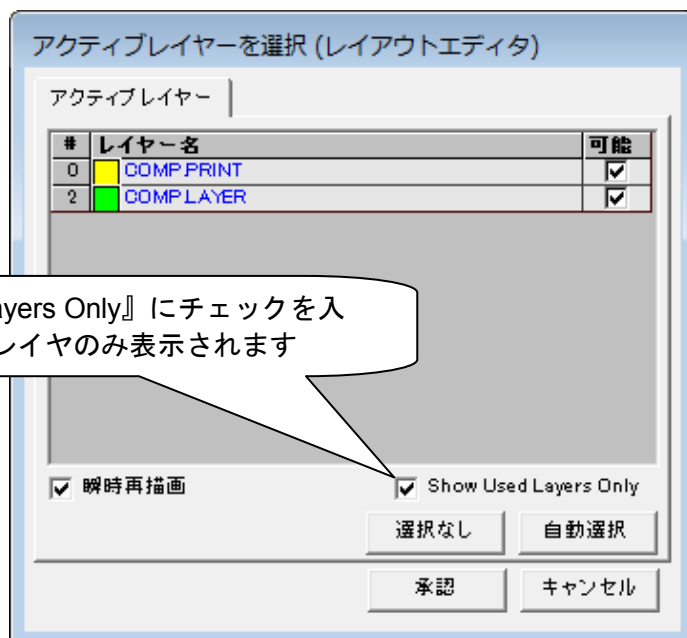 アクティブレイヤーを選択 (レイアウトエディタ)
アクティブレイヤー
# レイヤー名 可能
0 COMP.PRINT
2 COMP.LAYER
ayers Only』にチェックを入
レイヤのみ表示されます
瞬時再描画 Show Used Layers Only
選択なし 自動選択
承認 キャンセル